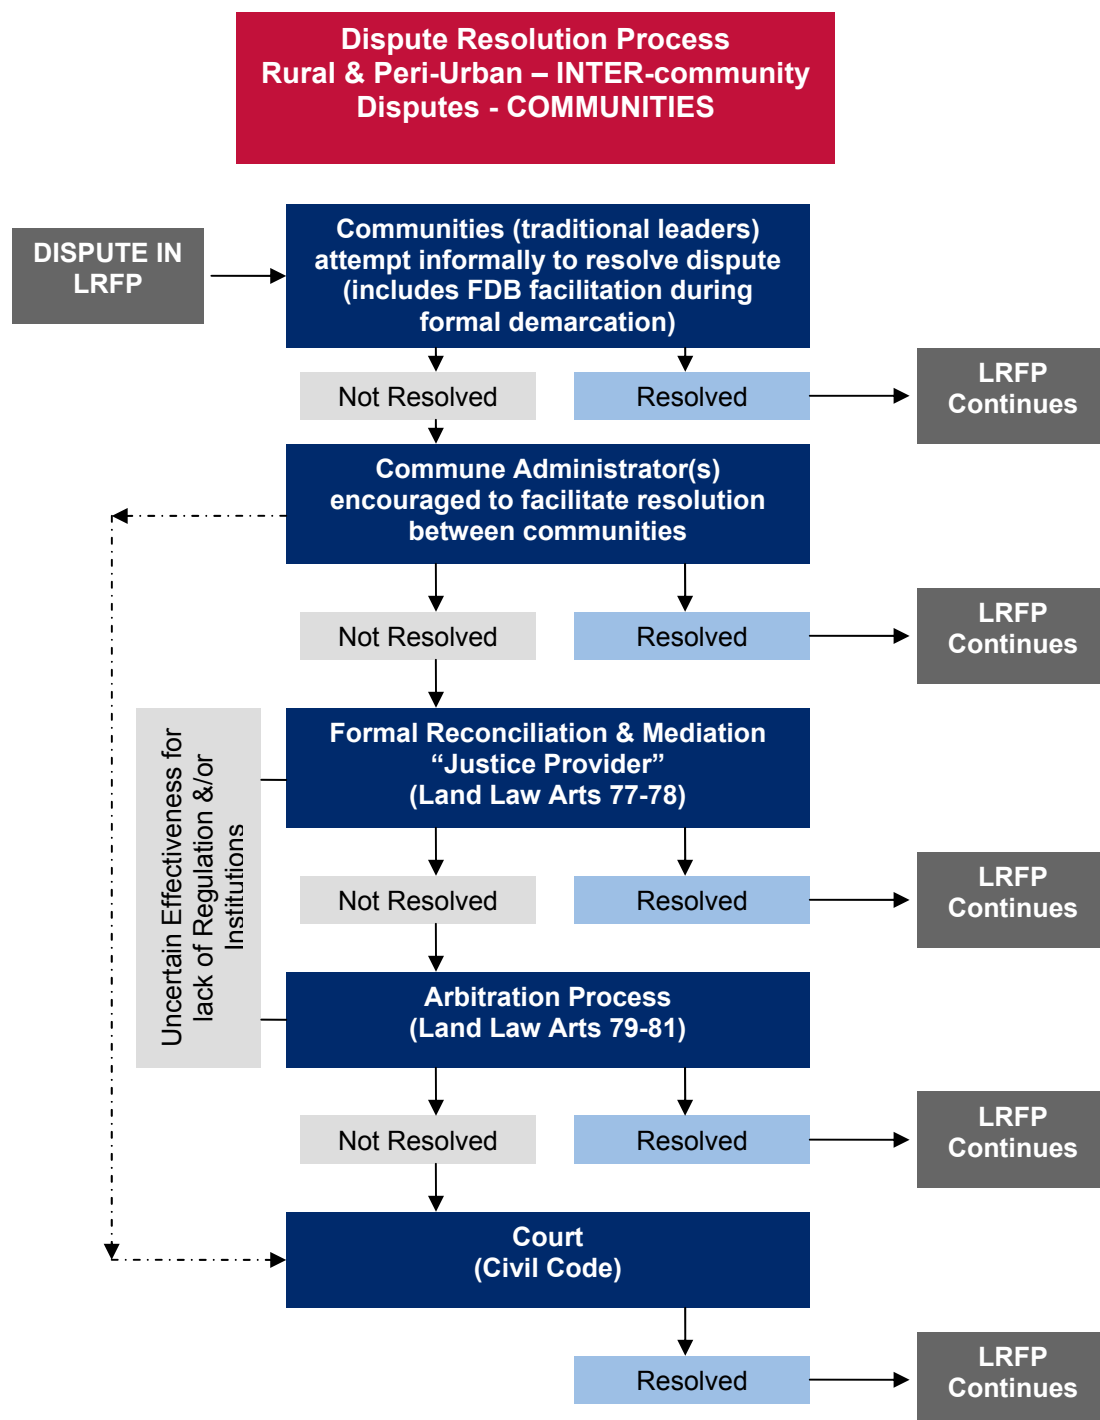 Dispute Resolution Process
Rural & Peri-Urban – INTER-community
Disputes - COMMUNITIES
DISPUTE IN
LRFP
Communities (traditional leaders)
attempt informally to resolve dispute
(includes FDB facilitation during
formal demarcation)
Not Resolved
Resolved
LRFP
Continues
Commune Administrator(s)
encouraged to facilitate resolution
between communities
Not Resolved
Resolved
LRFP
Continues
Uncertain Effectiveness for
lack of Regulation &/or
Institutions
Formal Reconciliation & Mediation
“Justice Provider”
(Land Law Arts 77-78)
Not Resolved
Resolved
LRFP
Continues
Arbitration Process
(Land Law Arts 79-81)
Not Resolved
Resolved
LRFP
Continues
Court
(Civil Code)
Resolved
LRFP
Continues